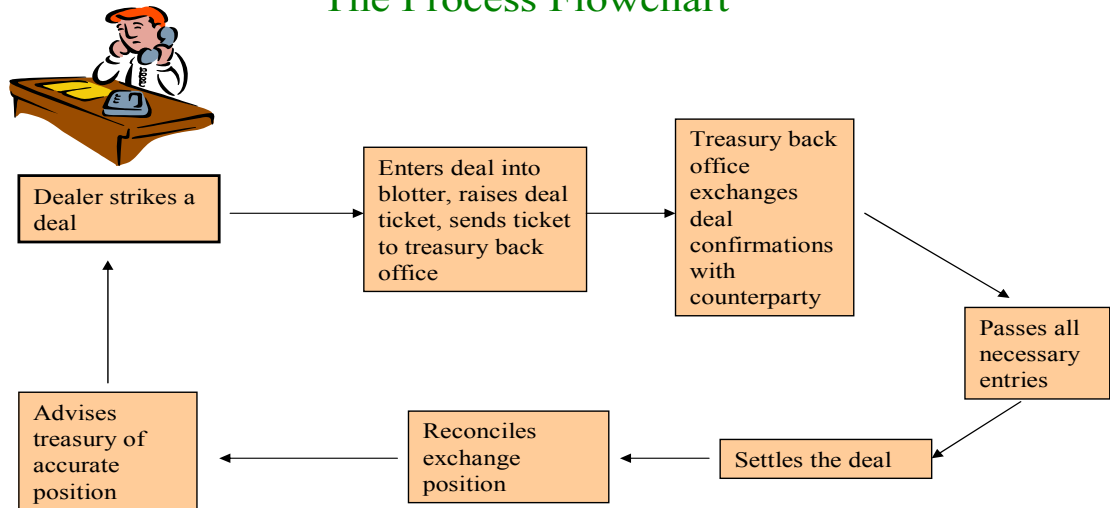 The Process Flowchart
Dealer strikes a
deal
Enters deal into
blotter, raises deal
ticket, sends ticket
to treasury back
office
Treasury back
office
exchanges
deal
confirmations
with
counterparty
Passes all
necessary
entries
Settles the deal
Reconciles
exchange
position
Advises
treasury of
accurate
position